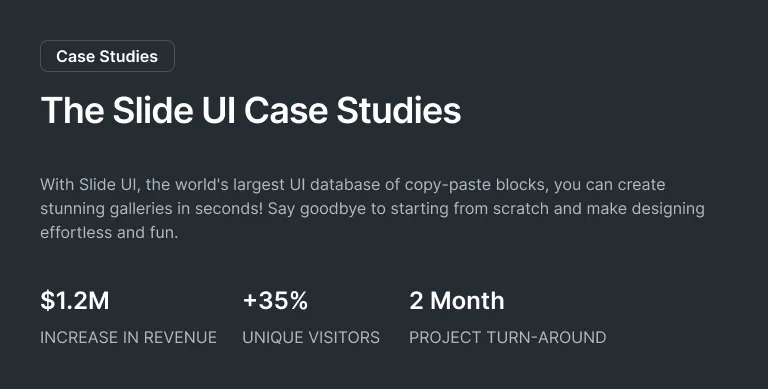 Case Studies
The Slide UI Case Studies
With Slide UI, the world's largest UI database of copy-paste blocks, you can create
stunning galleries in seconds! Say goodbye to starting from scratch and make designing
effortless and fun.
$1.2M +35% 2 Month
INCREASE IN REVENUE UNIQUE VISITORS PROJECT TURN-AROUND